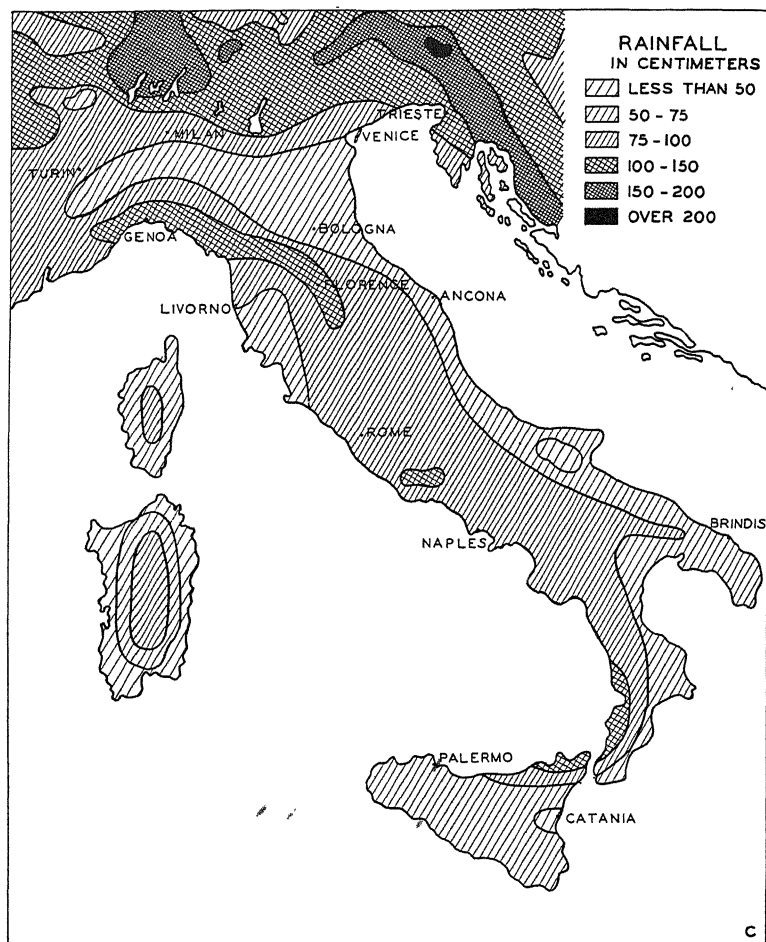 RAINFALL
IN CENTIMETERS
LESS THAN 50
50 - 75
75 - 100
100 - 150
150 - 200
OVER 200
TRIESTE
MILAN
VENICE
TURIN
BOLOGNA
GENOA
FLORENCE
LIVORNO
ANCONA
ROME
BRINDIS
NAPLES
PALERMO
CATANIA
C